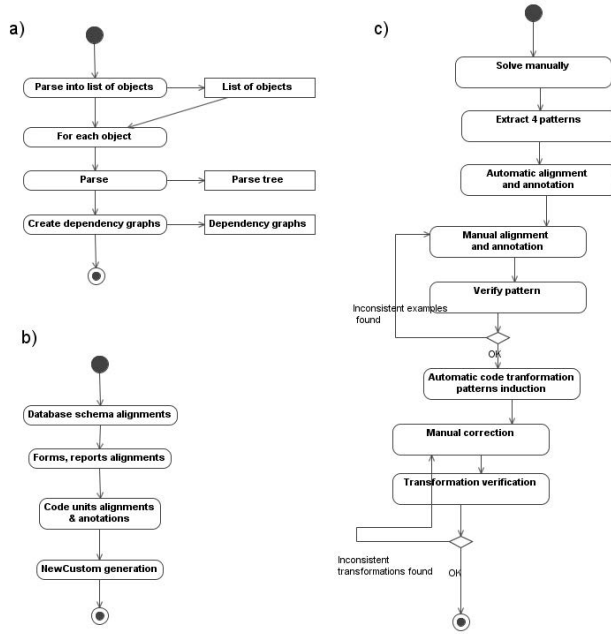 a)
Parse into list of objects
List of objects
For each object
Parse
Parse tree
Create dependency graphs
Dependency graphs
b)
Database schema alignments
Forms, reports alignments
Code units alignments
& anotations
NewCustom generation
c)
Solve manually
Extract 4 patterns
Automatic alignment
and annotation
Manual alignment
and annotation
Verify pattern
Inconsistent examples
found
OK
Automatic code tranformation
patterns induction
Manual correction
Transformation verification
Inconsistent
transformations found
OK